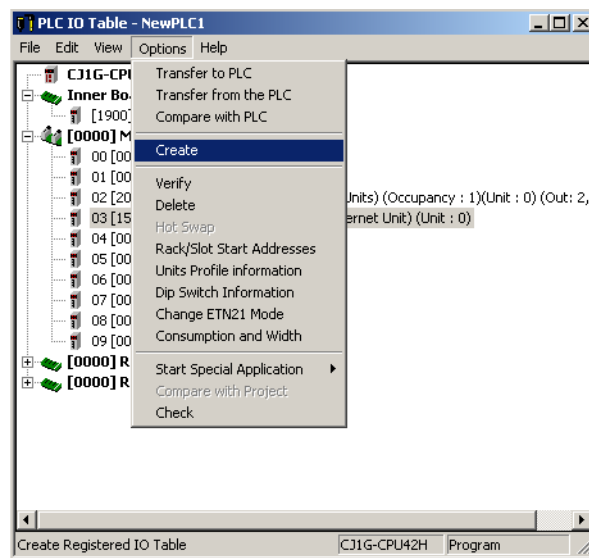 PLC IO Table - NewPLC1
File Edit View Options Help
CJ1G-CPU
Inner Bo
[1900]
[0000] M
00 [00
01 [00
02 [20 Units) (Occupancy : 1)(Unit : 0) (Out: 2,
03 [15 ernet Unit) (Unit : 0)
04 [00
05 [00
06 [00
07 [00
08 [00
09 [00
[0000] R
[0000] R
Transfer to PLC
Transfer from the PLC
Compare with PLC
Create
Verify
Delete
Hot Swap
Rack/Slot Start Addresses
Units Profile information
Dip Switch Information
Change ETN21 Mode
Consumption and Width
Start Special Application
Compare with Project
Check
Create Registered IO Table CJ1G-CPU42H Program